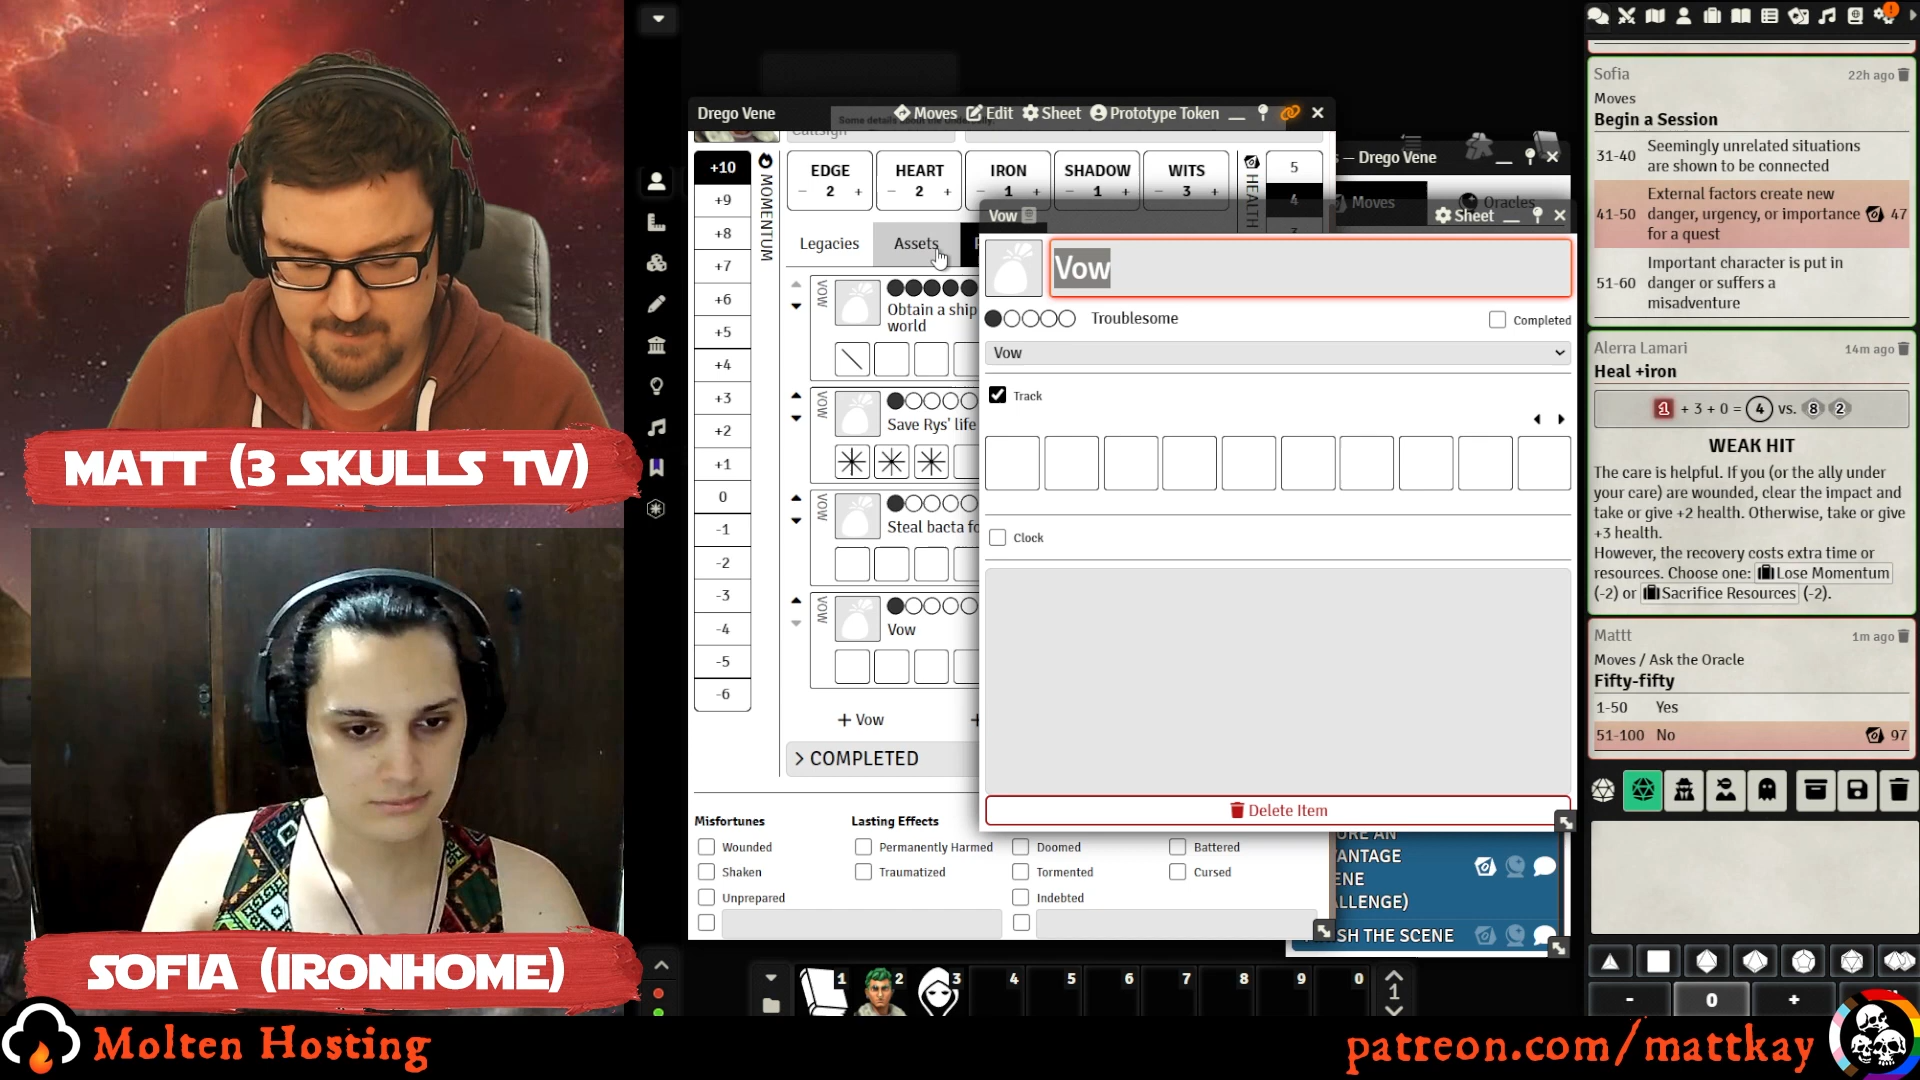 MATT (3 SKULLS TV)
SOFIA (IRONHOME)
Molten Hosting
patreon.com/mattkay
Drego Vene
Moves
Edit
Sheet
Prototype Token
Callsign
+10
+9
+8
+7
+6
+5
+4
+3
+2
+1
0
-1
-2
-3
-4
-5
-6
MOMENTUM
EDGE
- 2 +
HEART
- 2 +
IRON
- 1 +
SHADOW
- 1 +
WITS
- 3 +
HEALTH
5
4
Legacies
Assets
VOW
Obtain a ship
world
VOW
Save Rys' life
VOW
Steal bacta fo
VOW
Vow
+ Vow
> COMPLETED
Misfortunes
Wounded
Shaken
Unprepared
Lasting Effects
Permanently Harmed
Traumatized
Doomed
Tormented
Indebted
Battered
Cursed
— Drego Vene
Moves
Oracles
Vow
Sheet
Vow
Troublesome
Completed
Vow
Track
Clock
Delete Item
VANTAGE
LLENGE)
SH THE SCENE
1
2
3
4
5
6
7
8
9
0
1
Sofia
22h ago
Moves
Begin a Session
31-40 Seemingly unrelated situations
are shown to be connected
41-50 External factors create new
danger, urgency, or importance
for a quest
47
51-60 Important character is put in
danger or suffers a
misadventure
Alerra Lamari
14m ago
Heal +iron
1 + 3 + 0 = 4 vs. 8 2
WEAK HIT
The care is helpful. If you (or the ally under
your care) are wounded, clear the impact and
take or give +2 health. Otherwise, take or give
+3 health.
However, the recovery costs extra time or
resources. Choose one: Lose Momentum
(-2) or Sacrifice Resources (-2).
Mattt
1m ago
Moves / Ask the Oracle
Fifty-fifty
1-50 Yes
51-100 No
97
- 0 +